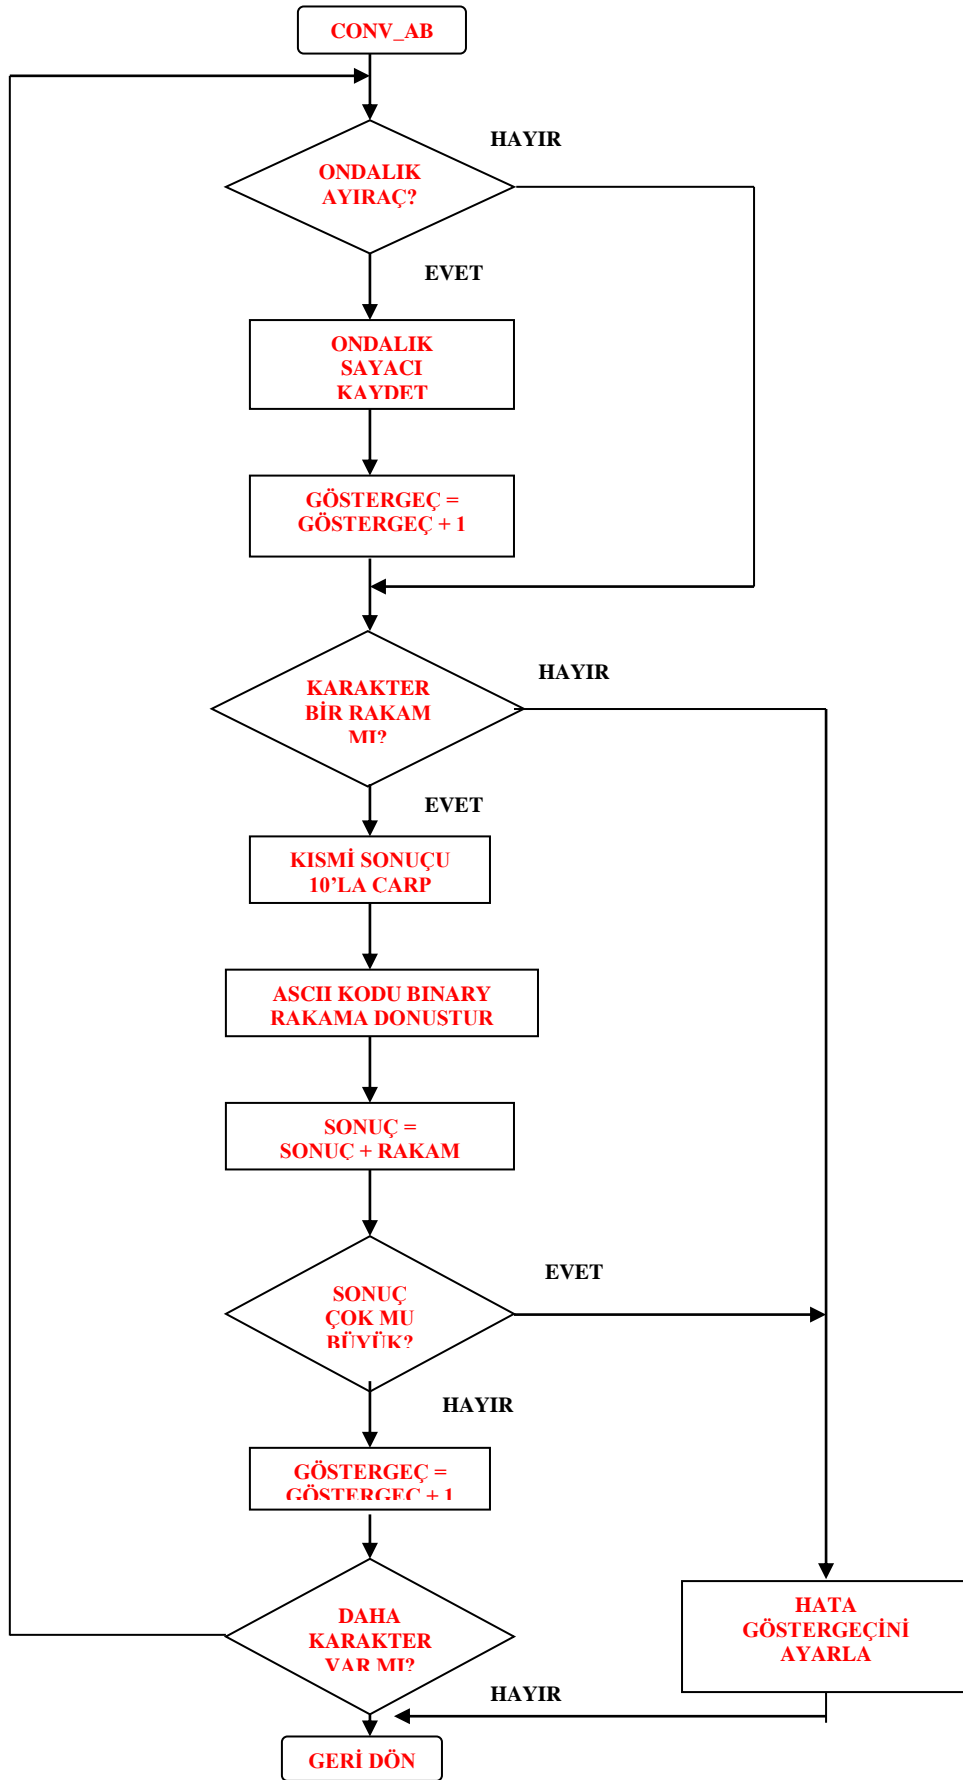 CONV_AB
HAYIR
ONDALIK
AYIRAÇ?
EVET
ONDALIK
SAYACI
KAYDET
GÖSTERGEÇ =
GÖSTERGEÇ + 1
HAYIR
KARAKTER
BİR RAKAM
MI?
EVET
KISMİ SONUÇU
10’LA ÇARP
ASCII KODU BINARY
RAKAMA DONUSTUR
SONUÇ =
SONUÇ + RAKAM
EVET
SONUÇ
ÇOK MU
BÜYÜK?
HAYIR
GÖSTERGEÇ =
GÖSTERGEÇ + 1
DAHA
KARAKTER
VAR MI?
HATA
GÖSTERGEÇİNİ
AYARLA
HAYIR
GERİ DÖN